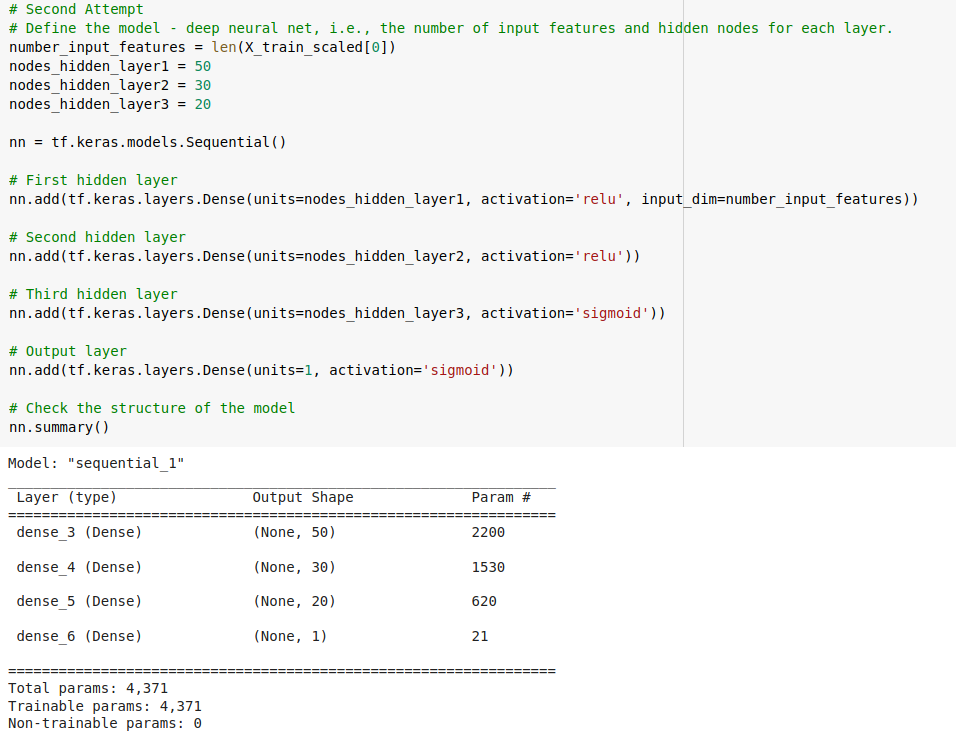 # Second Attempt
# Define the model - deep neural net, i.e., the number of input features and hidden nodes for each layer.
number_input_features = len(X_train_scaled[0])
nodes_hidden_layer1 = 50
nodes_hidden_layer2 = 30
nodes_hidden_layer3 = 20
nn = tf.keras.models.Sequential()
# First hidden layer
nn.add(tf.keras.layers.Dense(units=nodes_hidden_layer1, activation='relu', input_dim=number_input_features))
# Second hidden layer
nn.add(tf.keras.layers.Dense(units=nodes_hidden_layer2, activation='relu'))
# Third hidden layer
nn.add(tf.keras.layers.Dense(units=nodes_hidden_layer3, activation='sigmoid'))
# Output layer
nn.add(tf.keras.layers.Dense(units=1, activation='sigmoid'))
# Check the structure of the model
nn.summary()
Model: "sequential_1"
_________________________________________________________________
Layer (type) Output Shape Param #
=================================================================
dense_3 (Dense) (None, 50) 2200
dense_4 (Dense) (None, 30) 1530
dense_5 (Dense) (None, 20) 620
dense_6 (Dense) (None, 1) 21
=================================================================
Total params: 4,371
Trainable params: 4,371
Non-trainable params: 0